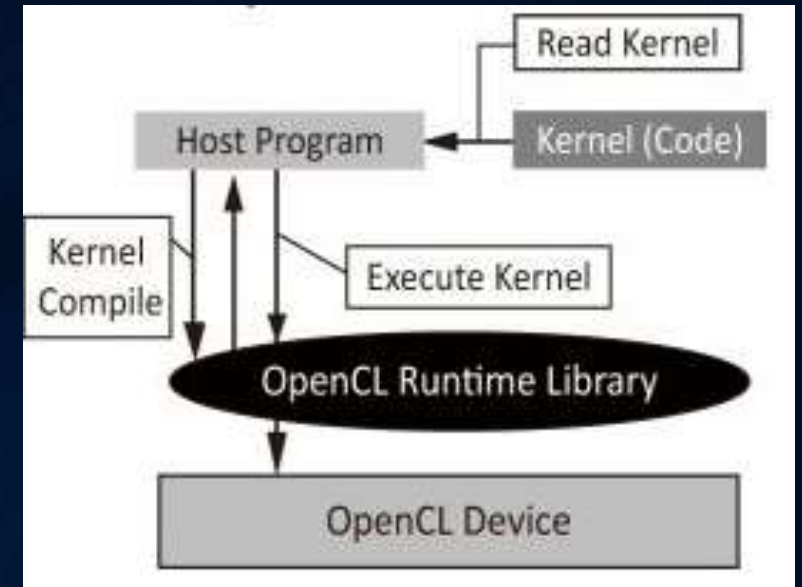 Read Kernel
Host Program
Kernel (Code)
Kernel
Compile
Execute Kernel
OpenCL Runtime Library
OpenCL Device